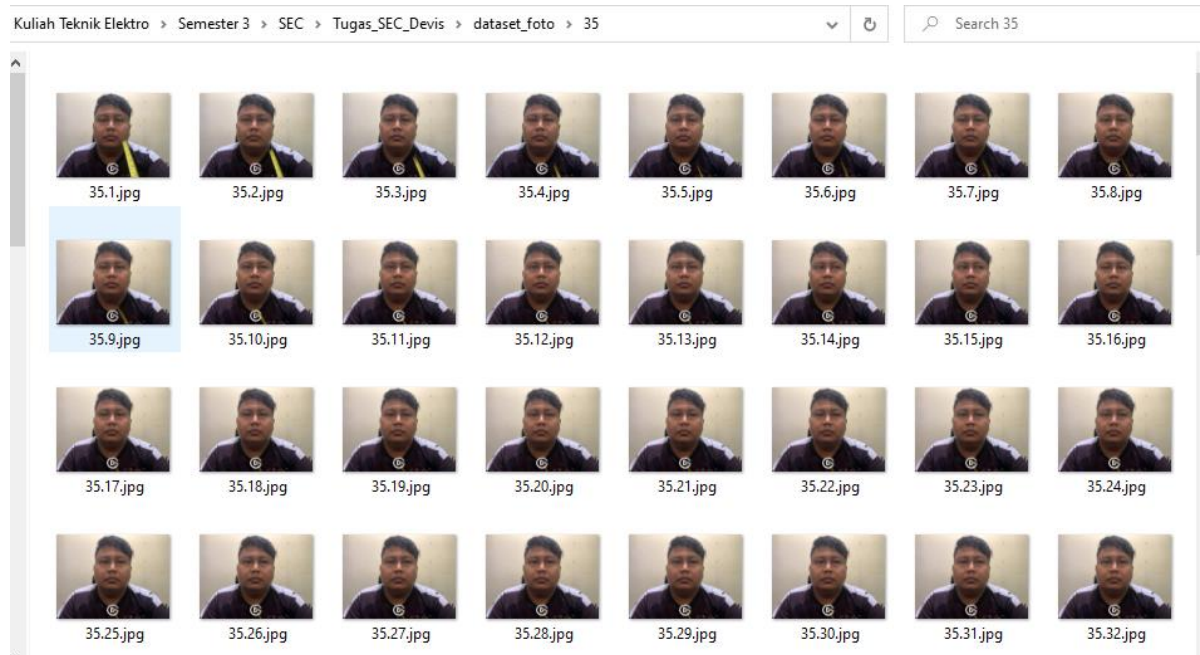 Kuliah Teknik Elektro > Semester 3 > SEC > Tugas_SEC_Devis > dataset_foto > 35 Search 35
35.1.jpg 35.2.jpg 35.3.jpg 35.4.jpg 35.5.jpg 35.6.jpg 35.7.jpg 35.8.jpg
35.9.jpg 35.10.jpg 35.11.jpg 35.12.jpg 35.13.jpg 35.14.jpg 35.15.jpg 35.16.jpg
35.17.jpg 35.18.jpg 35.19.jpg 35.20.jpg 35.21.jpg 35.22.jpg 35.23.jpg 35.24.jpg
35.25.jpg 35.26.jpg 35.27.jpg 35.28.jpg 35.29.jpg 35.30.jpg 35.31.jpg 35.32.jpg